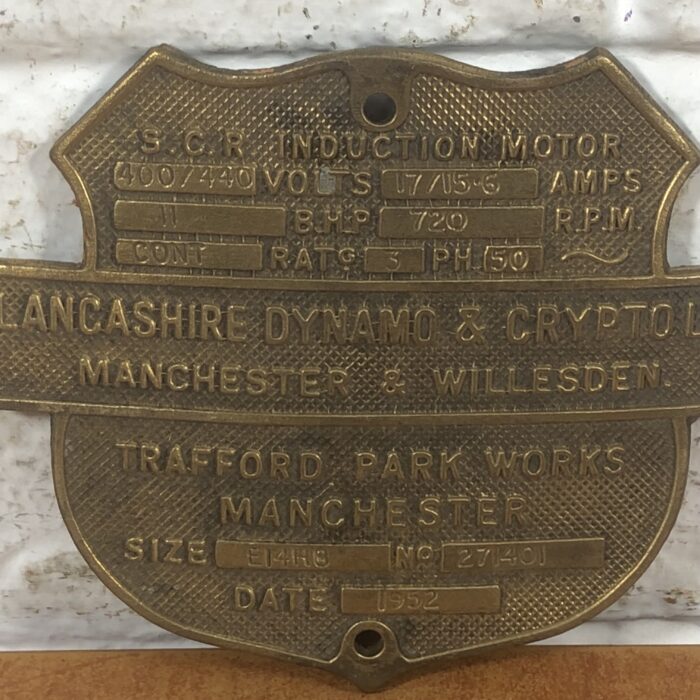 S.C.R INDUCTION MOTOR
400/440 VOLTS 17/15·6 AMPS
11 B.H.P 720 R.P.M.
CONT RATG 3 PH. 50 ~
LANCASHIRE DYNAMO & CRYPTO
MANCHESTER & WILLESDEN.
TRAFFORD PARK WORKS
MANCHESTER
SIZE E14H8 No 271401
DATE 1952